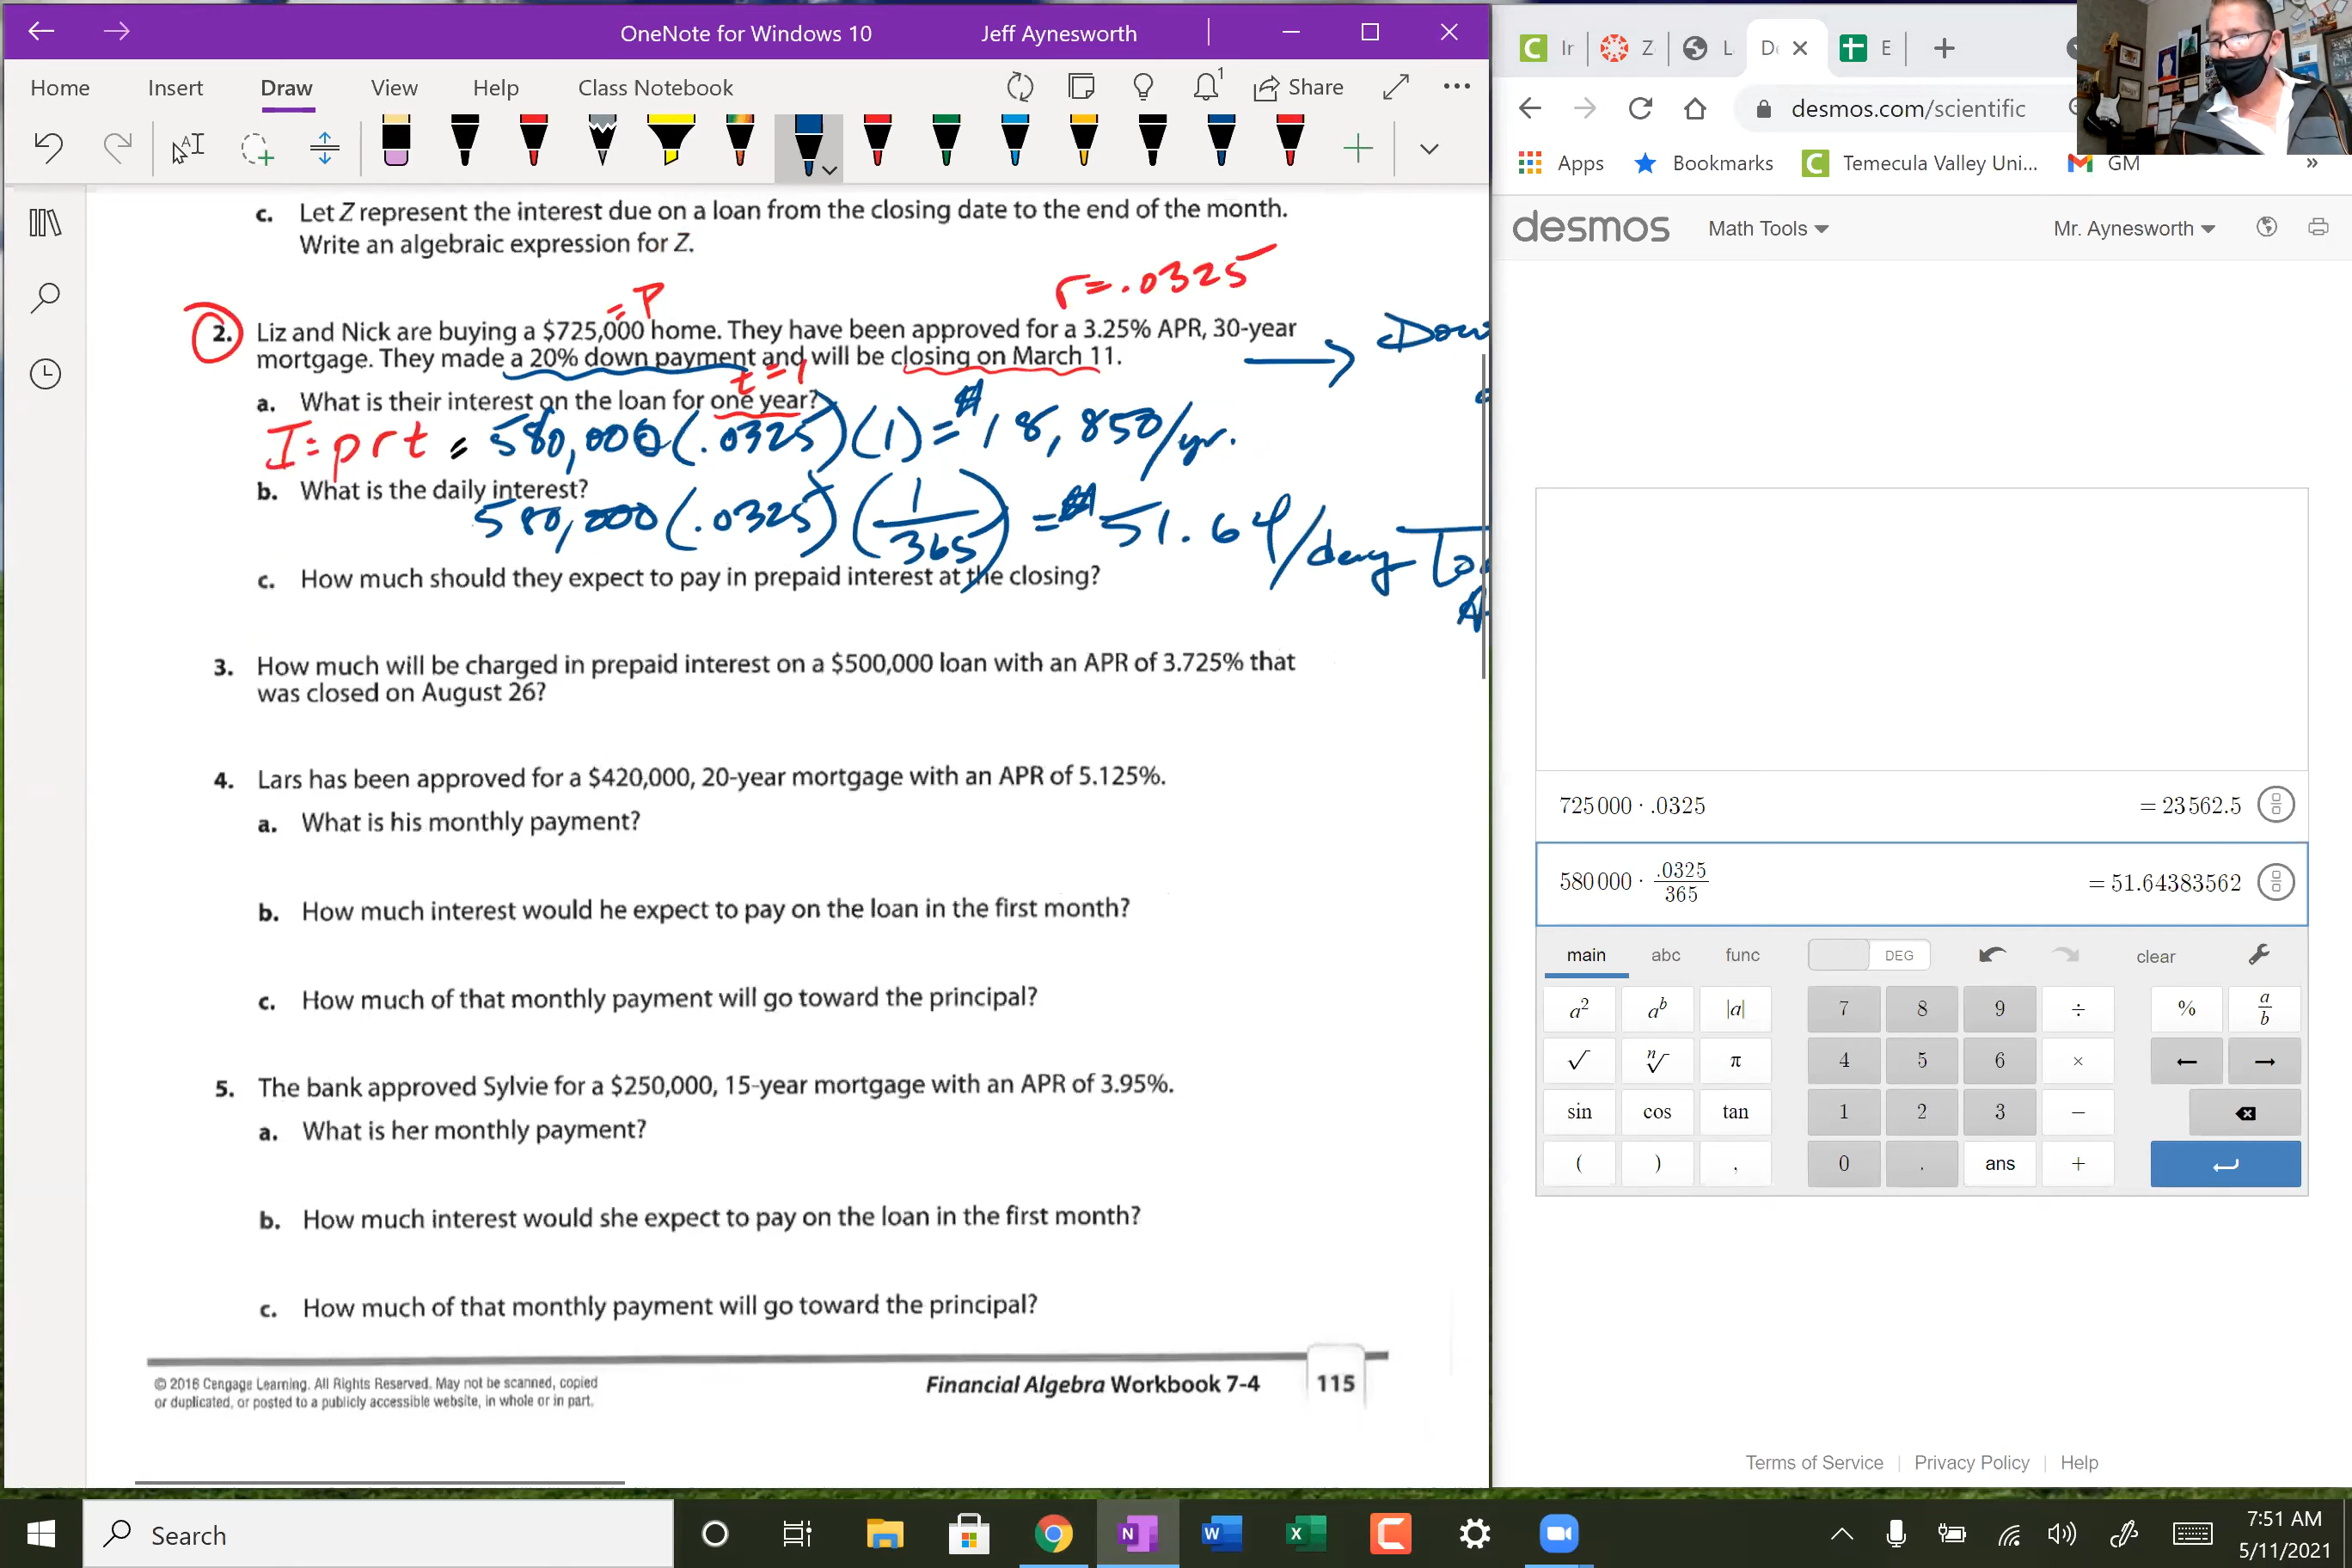 OneNote for Windows 10
Jeff Aynesworth
Home Insert Draw View Help Class Notebook
1
Share
c. Let Z represent the interest due on a loan from the closing date to the end of the month.
Write an algebraic expression for Z.
= P
r = .0325
2. Liz and Nick are buying a $725,000 home. They have been approved for a 3.25% APR, 30-year
mortgage. They made a 20% down payment and will be closing on March 11.
t = 1
a. What is their interest on the loan for one year?
I = prt = 580,000 (.0325) (1) = $18,850/yr.
b. What is the daily interest?
580,000 (.0325) (1/365) = $51.64/day
c. How much should they expect to pay in prepaid interest at the closing?
3. How much will be charged in prepaid interest on a $500,000 loan with an APR of 3.725% that
was closed on August 26?
4. Lars has been approved for a $420,000, 20-year mortgage with an APR of 5.125%.
a. What is his monthly payment?
b. How much interest would he expect to pay on the loan in the first month?
c. How much of that monthly payment will go toward the principal?
5. The bank approved Sylvie for a $250,000, 15-year mortgage with an APR of 3.95%.
a. What is her monthly payment?
b. How much interest would she expect to pay on the loan in the first month?
c. How much of that monthly payment will go toward the principal?
© 2016 Cengage Learning. All Rights Reserved. May not be scanned, copied
or duplicated, or posted to a publicly accessible website, in whole or in part.
Financial Algebra Workbook 7-4 115
Z L E
desmos.com/scientific
Apps Bookmarks Temecula Valley Uni... GM »
desmos Math Tools Mr. Aynesworth
725000 · .0325 = 23562.5
580000 · .0325/365 = 51.64383562
main abc func DEG clear
a² aᵇ |a| 7 8 9 ÷ % a/b
√ ⁿ√ π 4 5 6 × ← →
sin cos tan 1 2 3 −
( ) , 0 . ans +
Terms of Service | Privacy Policy | Help
Search
7:51 AM
5/11/2021